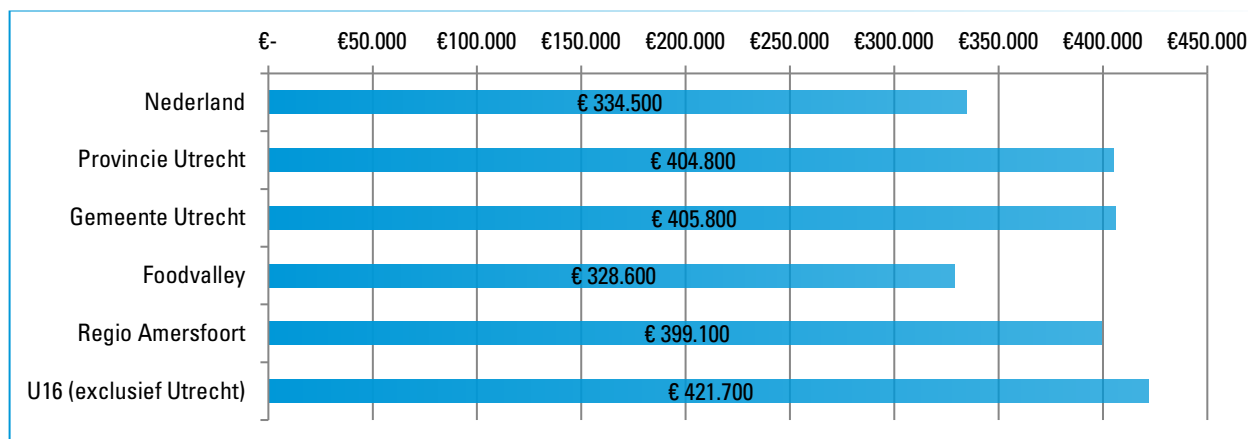 €- €50.000 €100.000 €150.000 €200.000 €250.000 €300.000 €350.000 €400.000 €450.000
Nederland € 334.500
Provincie Utrecht € 404.800
Gemeente Utrecht € 405.800
Foodvalley € 328.600
Regio Amersfoort € 399.100
U16 (exclusief Utrecht) € 421.700